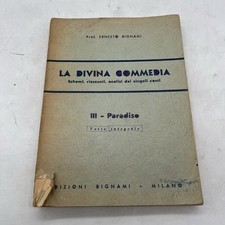 Prof. ERNESTO BIGNAMI
LA DIVINA COMMEDIA
Schemi, riassunti, analisi dei singoli canti
III - Paradiso
Testo integrale
EDIZIONI BIGNAMI - MILANO